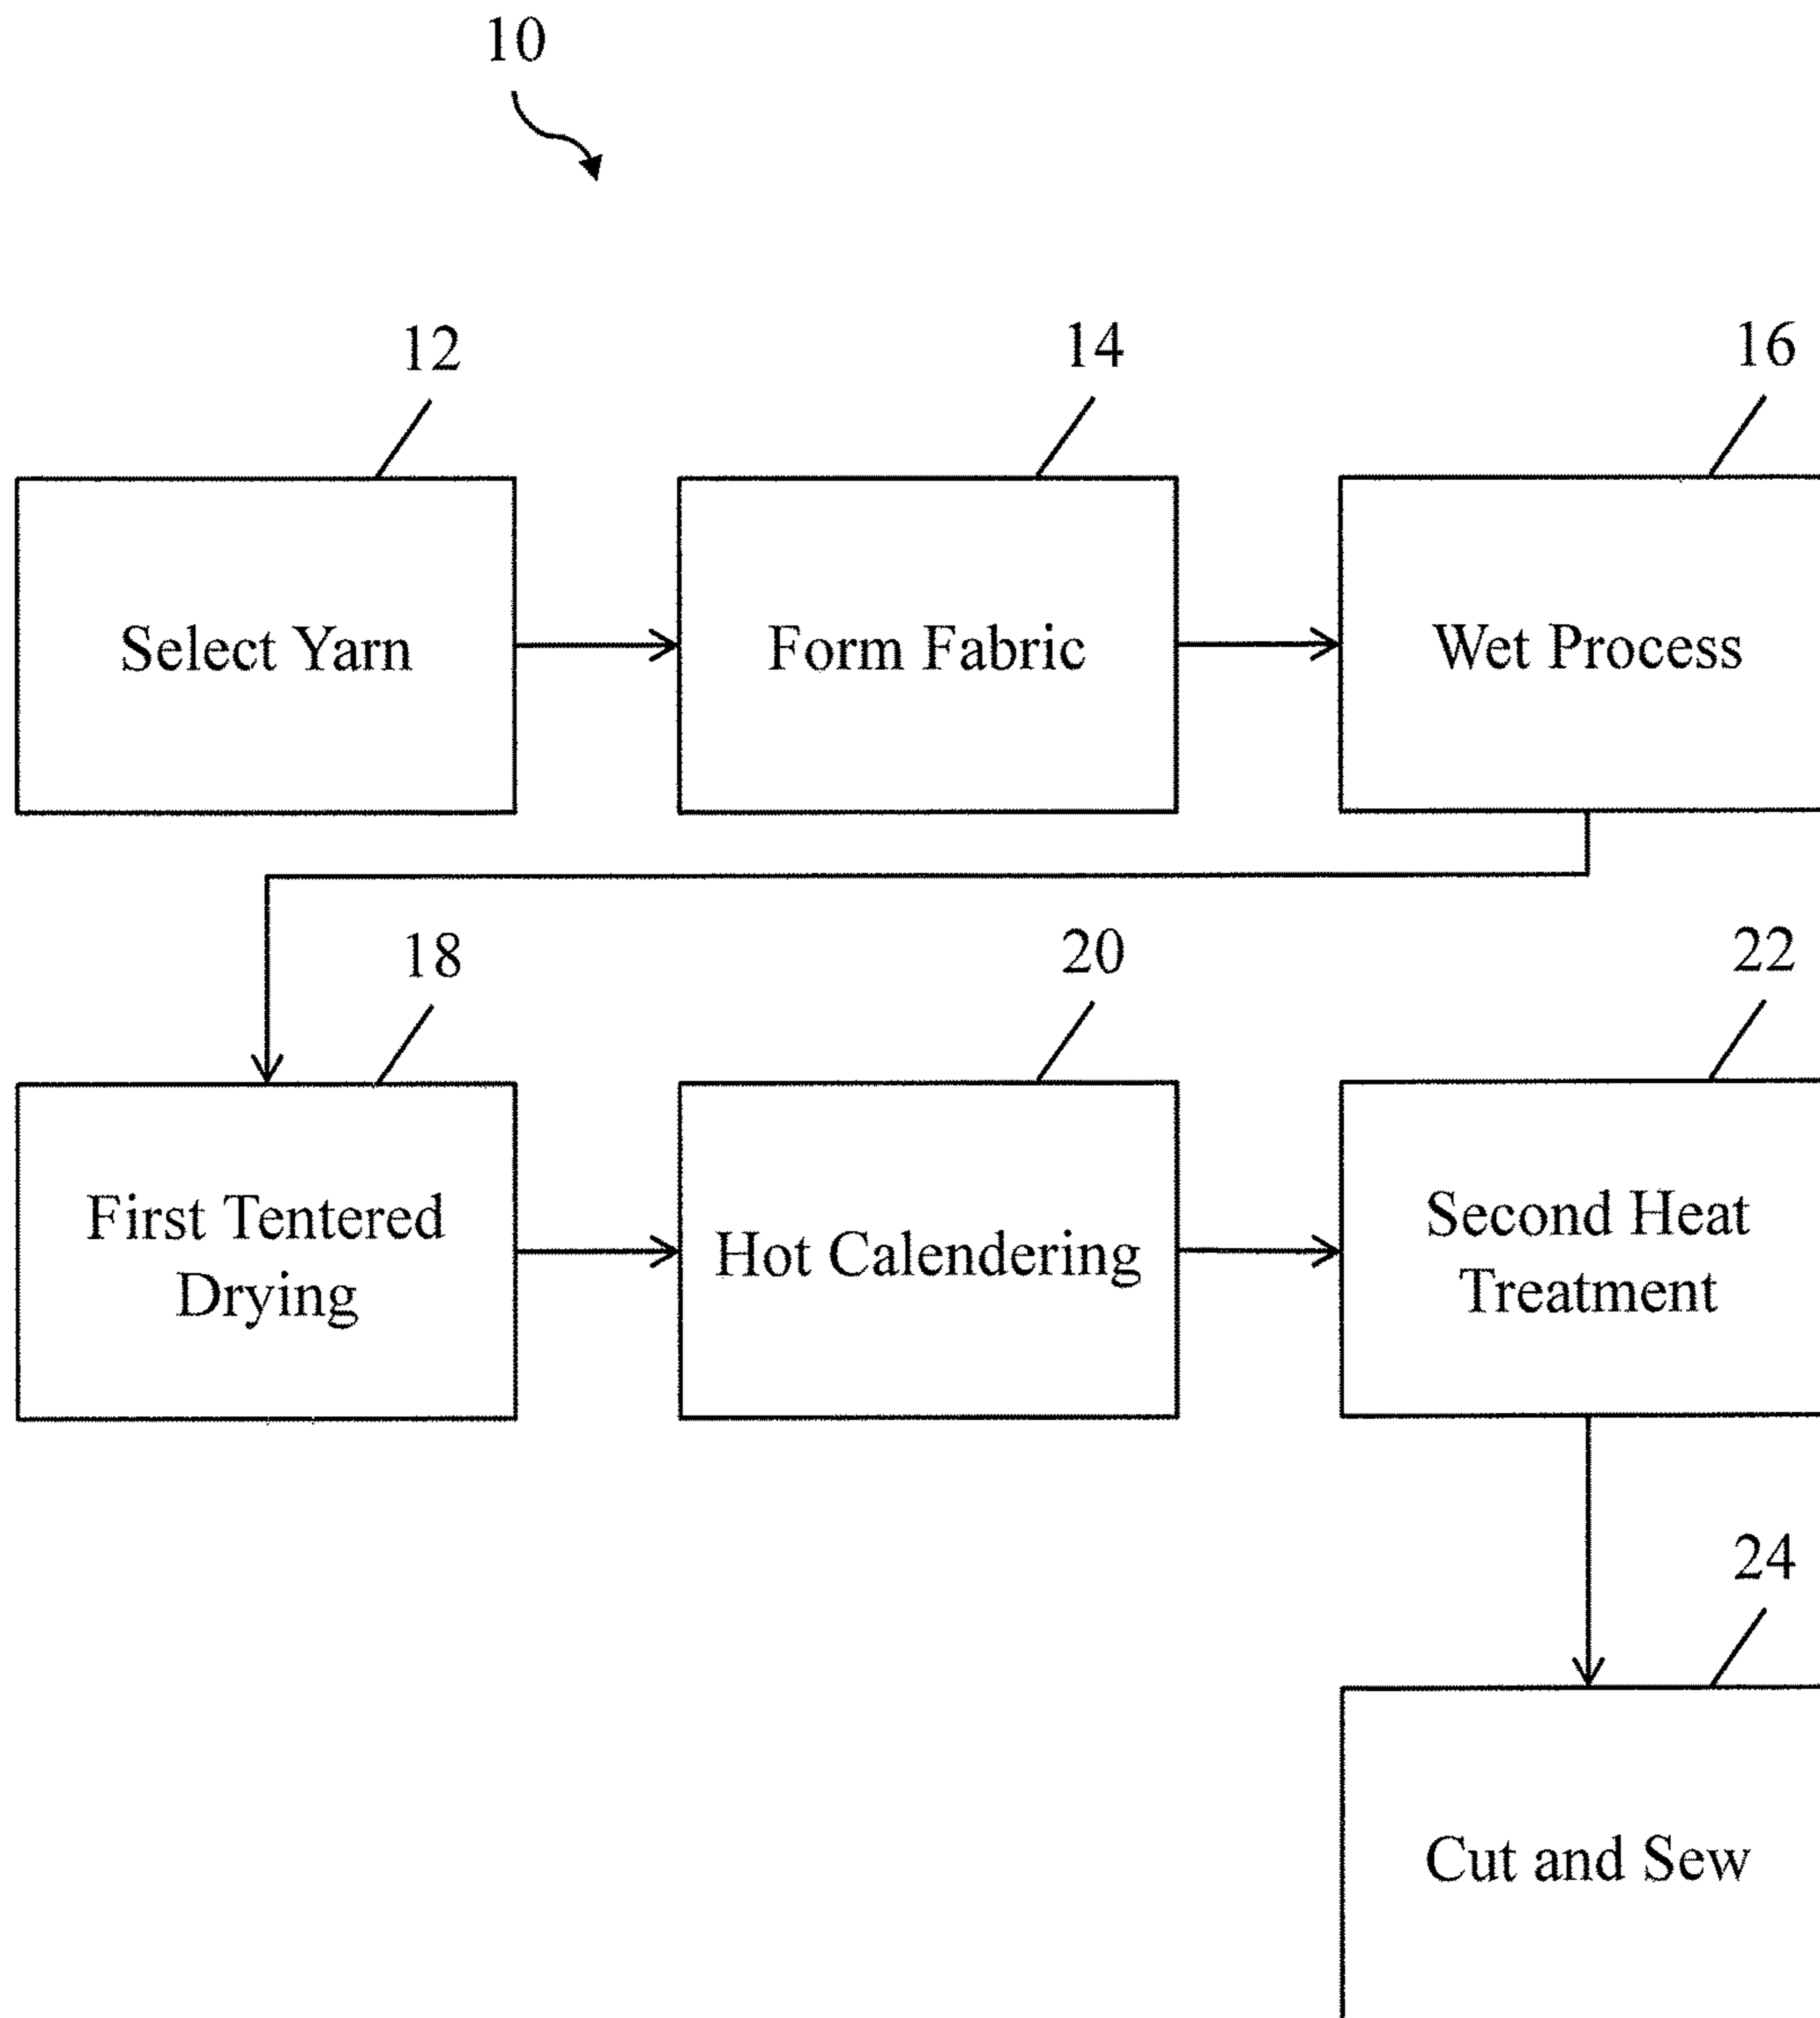 10
12
14
16
Select Yarn
Form Fabric
Wet Process
18
20
22
First Tentered
Drying
Hot Calendering
Second Heat
Treatment
24
Cut and Sew